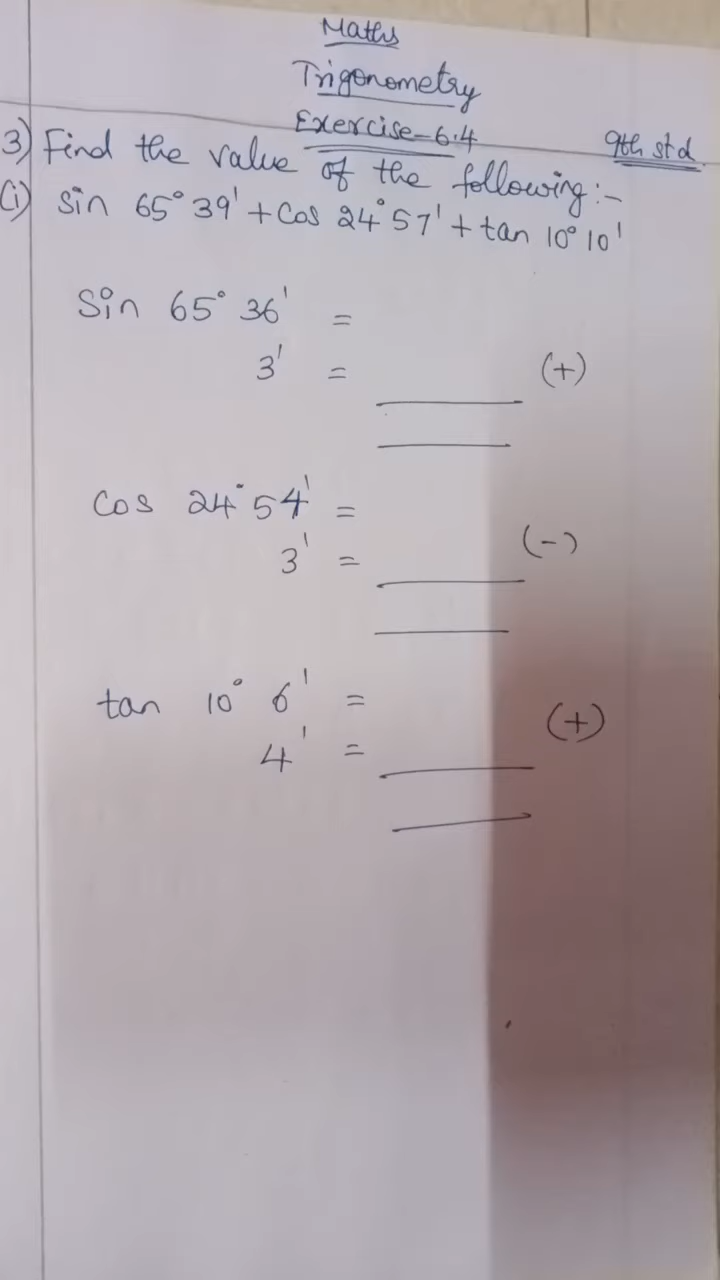 Maths
Trigonometry
Exercise-6.4
9th std
3) Find the value of the following:-
(i) sin 65° 39' + cos 24° 57' + tan 10° 10'
Sin 65° 36' =
3' = (+)
cos 24° 54' =
3' = (-)
tan 10° 6' =
4' = (+)